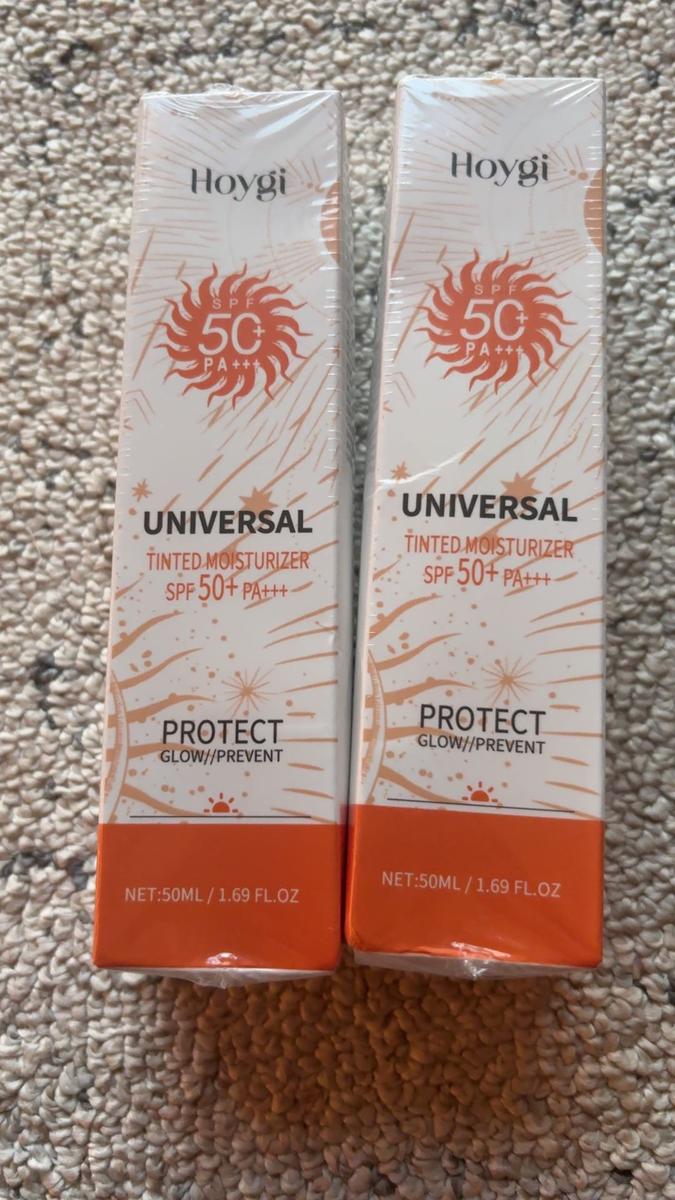 Hoygi
SPF
50+
PA+++
UNIVERSAL
TINTED MOISTURIZER
SPF 50+ PA+++
PROTECT
GLOW//PREVENT
NET:50ML / 1.69 FL.OZ
Hoygi
SPF
50+
PA+++
UNIVERSAL
TINTED MOISTURIZER
SPF 50+ PA+++
PROTECT
GLOW//PREVENT
NET:50ML / 1.69 FL.OZ